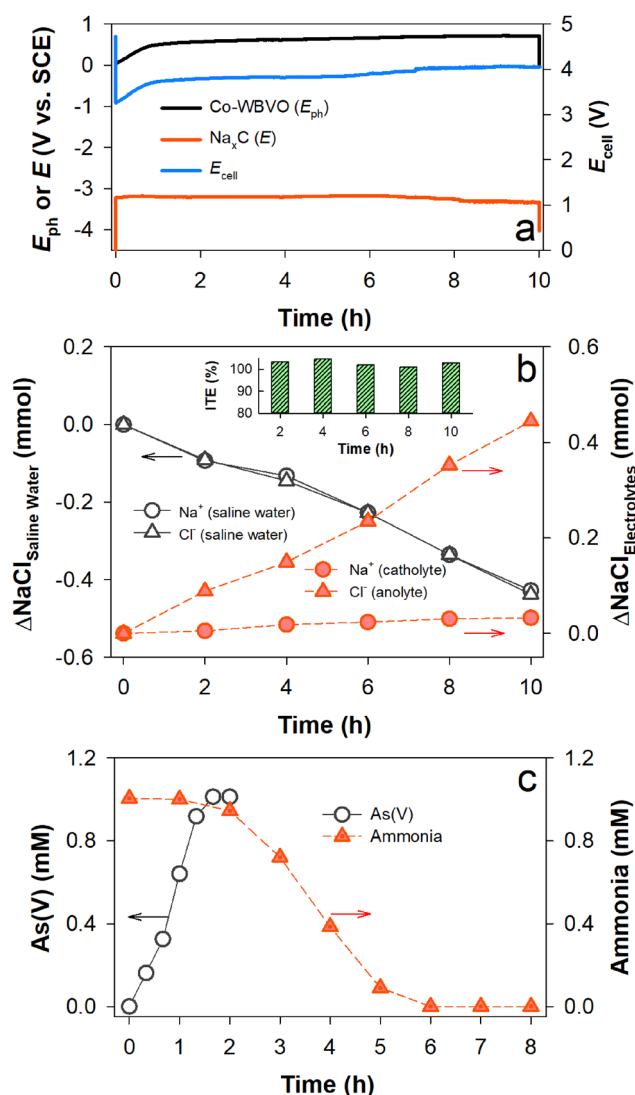 1
0
-1
-2
-3
-4
E_ph or E (V vs. SCE)
Co-WBVO (E_ph)
Na_xC (E)
E_cell
5
4
3
2
1
0
E_cell (V)
a
0
2
4
6
8
10
Time (h)
0.2
0.0
-0.2
-0.4
-0.6
ΔNaCl_Saline Water (mmol)
100
90
80
ITE (%)
2
4
6
8
10
Time (h)
b
Na⁺ (saline water)
Cl⁻ (saline water)
Na⁺ (catholyte)
Cl⁻ (anolyte)
0.6
0.4
0.2
0.0
ΔNaCl_Electrolytes (mmol)
0
2
4
6
8
10
Time (h)
1.2
0.8
0.4
0.0
As(V) (mM)
c
As(V)
Ammonia
1.2
0.8
0.4
0.0
Ammonia (mM)
0
1
2
3
4
5
6
7
8
Time (h)